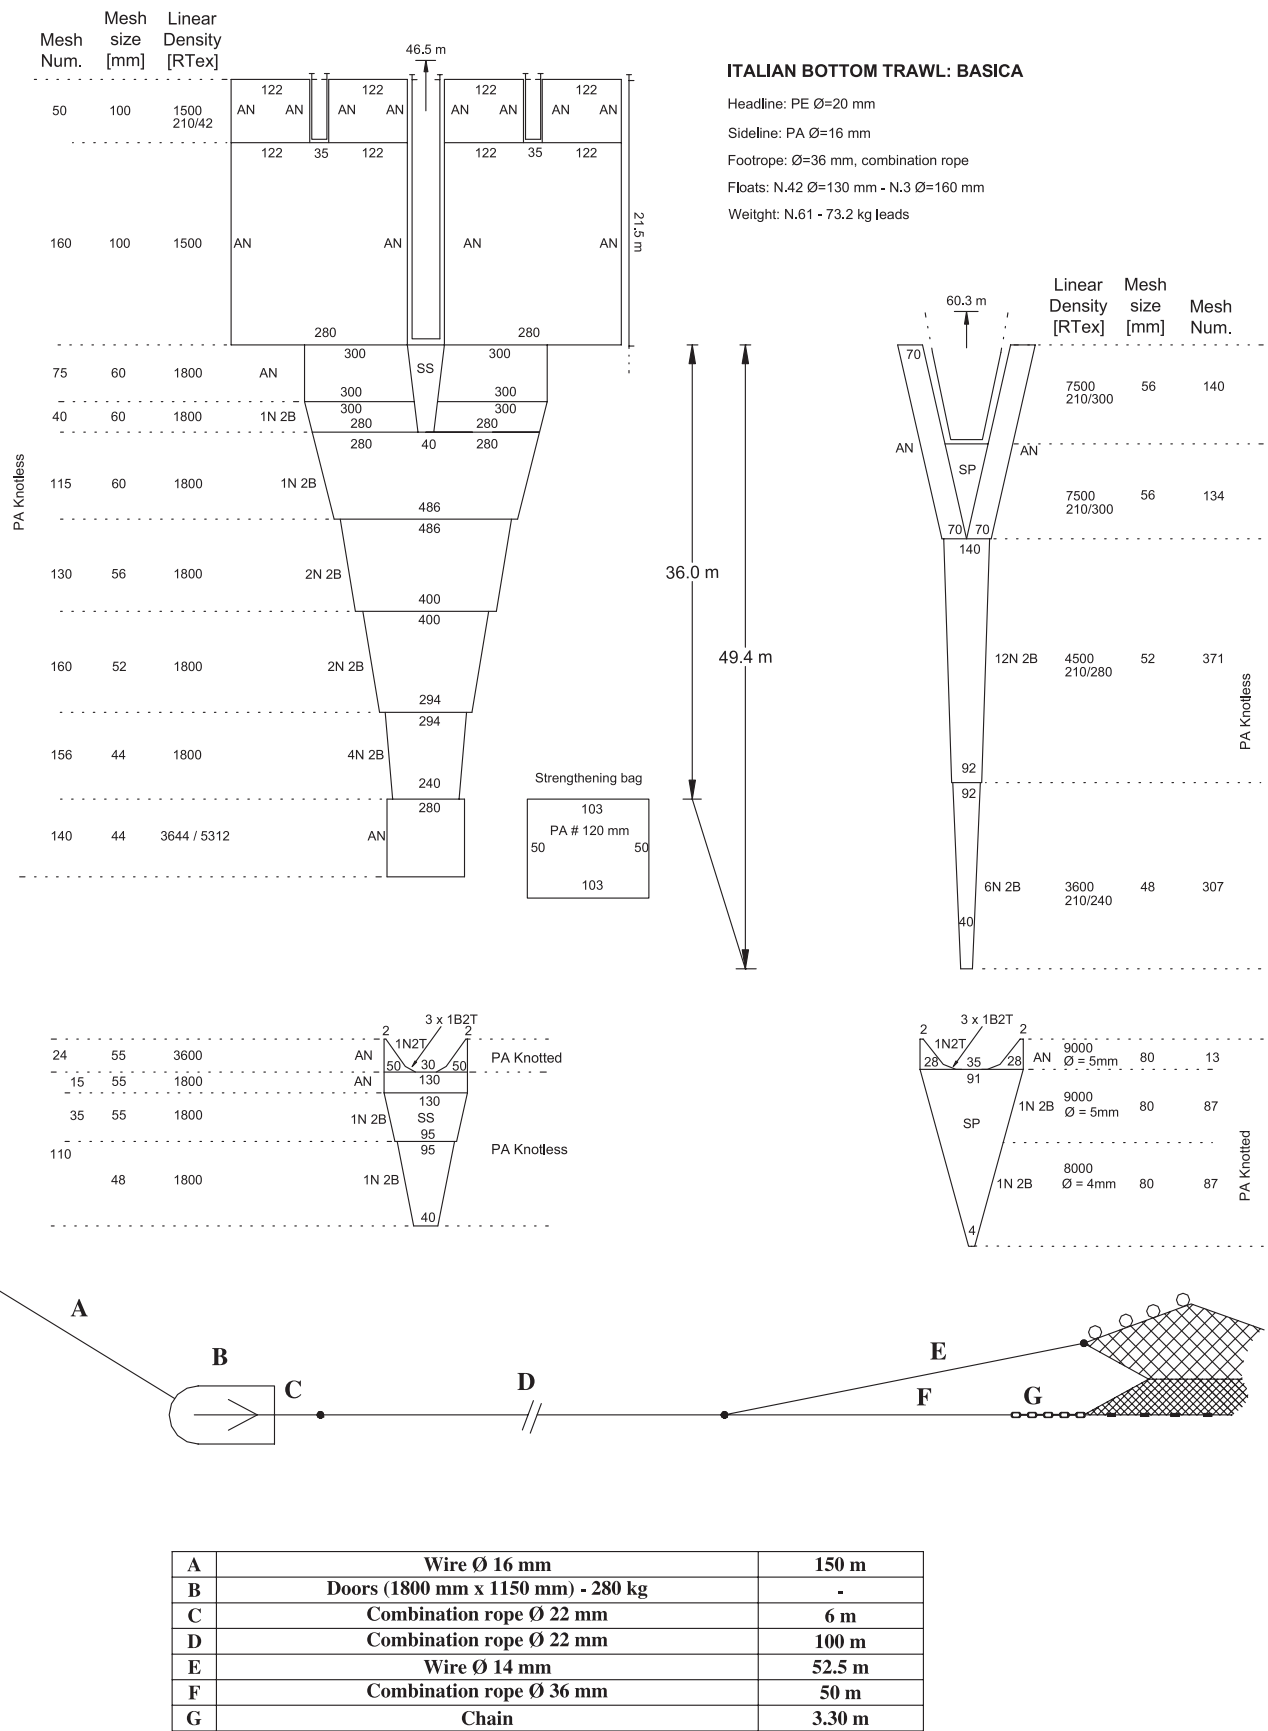 Mesh Num.
Mesh size [mm]
Linear Density [RTex]
46.5 m
50 100 1500 210/42
122 122 122 122
AN AN AN AN AN AN AN AN
122 35 122 122 35 122
160 100 1500
AN AN AN AN
21.5 m
280 280
300 SS 300
75 60 1800 AN
300 300
40 60 1800 1N 2B
300 300
280 280
280 40 280
PA Knotless
115 60 1800 1N 2B
486
486
130 56 1800 2N 2B
400
400
160 52 1800 2N 2B
294
294
156 44 1800 4N 2B
240
280
140 44 3644 / 5312 AN
Strengthening bag
103
PA # 120 mm
50 50
103
36.0 m
49.4 m
ITALIAN BOTTOM TRAWL: BASICA
Headline: PE Ø=20 mm
Sideline: PA Ø=16 mm
Footrope: Ø=36 mm, combination rope
Floats: N.42 Ø=130 mm - N.3 Ø=160 mm
Weitght: N.61 - 73.2 kg leads
Linear Density [RTex]
Mesh size [mm]
Mesh Num.
60.3 m
70
7500 210/300 56 140
AN AN
SP
7500 210/300 56 134
70 70
140
12N 2B 4500 210/280 52 371
PA Knotless
92
92
6N 2B 3600 210/240 48 307
40
3 x 1B2T
2 2
1N2T
24 55 3600 AN
50 30 50
PA Knotted
15 55 1800 AN
130
130
35 55 1800 1N 2B
SS
95
95
PA Knotless
110
48 1800 1N 2B
40
3 x 1B2T
2 2
1N2T
28 35 28
AN 9000 Ø = 5mm 80 13
91
1N 2B 9000 Ø = 5mm 80 87
SP
1N 2B 8000 Ø = 4mm 80 87
PA Knotted
4
A
B
C
D
E
F
G
A Wire Ø 16 mm 150 m
B Doors (1800 mm x 1150 mm) - 280 kg -
C Combination rope Ø 22 mm 6 m
D Combination rope Ø 22 mm 100 m
E Wire Ø 14 mm 52.5 m
F Combination rope Ø 36 mm 50 m
G Chain 3.30 m